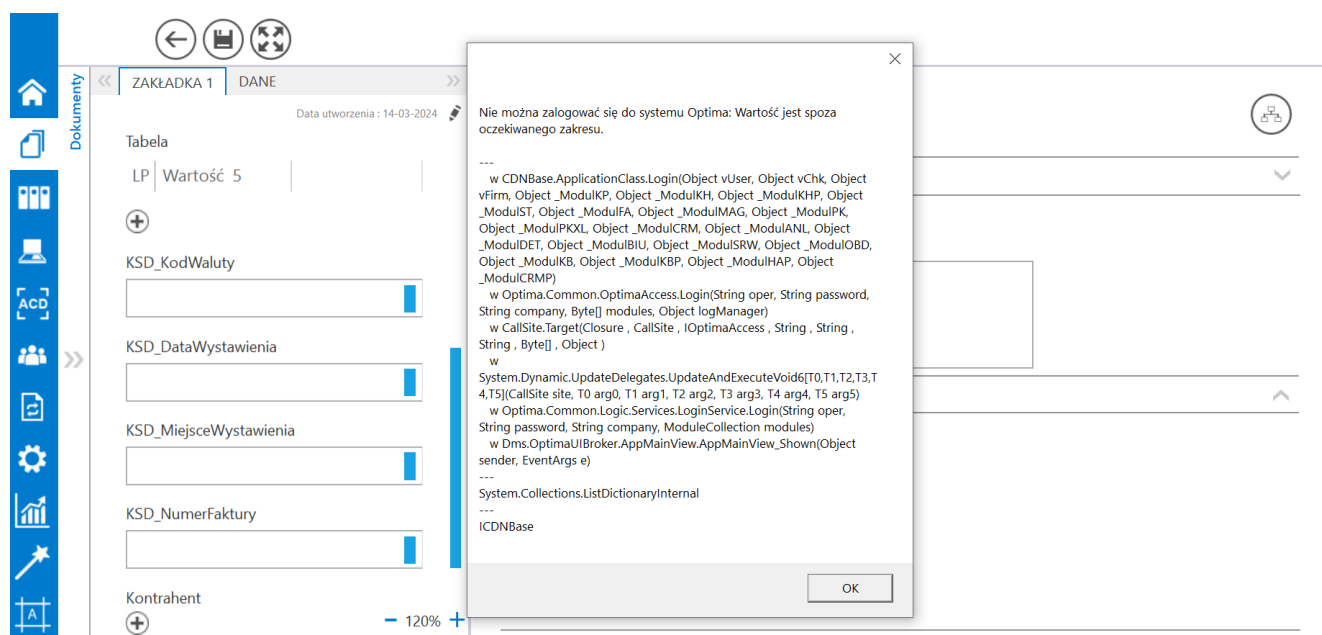 Dokumenty
ACD
A
ZAKŁADKA 1 DANE
Data utworzenia : 14-03-2024
Tabela
LP Wartość 5
KSD_KodWaluty
KSD_DataWystawienia
KSD_MiejsceWystawienia
KSD_NumerFaktury
Kontrahent
− 120% +
Nie można zalogować się do systemu Optima: Wartość jest spoza
oczekiwanego zakresu.
---
w CDNBase.ApplicationClass.Login(Object vUser, Object vChk, Object
vFirm, Object _ModulKP, Object _ModulKH, Object _ModulKHP, Object
_ModulST, Object _ModulFA, Object _ModulMAG, Object _ModulPK,
Object _ModulPKXL, Object _ModulCRM, Object _ModulANL, Object
_ModulDET, Object _ModulBIU, Object _ModulSRW, Object _ModulOBD,
Object _ModulKB, Object _ModulKBP, Object _ModulHAP, Object
_ModulCRMP)
w Optima.Common.OptimaAccess.Login(String oper, String password,
String company, Byte[] modules, Object logManager)
w CallSite.Target(Closure , CallSite , IOptimaAccess , String , String ,
String , Byte[] , Object )
w
System.Dynamic.UpdateDelegates.UpdateAndExecuteVoid6[T0,T1,T2,T3,T
4,T5](CallSite site, T0 arg0, T1 arg1, T2 arg2, T3 arg3, T4 arg4, T5 arg5)
w Optima.Common.Logic.Services.LoginService.Login(String oper,
String password, String company, ModuleCollection modules)
w Dms.OptimaUIBroker.AppMainView.AppMainView_Shown(Object
sender, EventArgs e)
---
System.Collections.ListDictionaryInternal
---
ICDNBase
OK